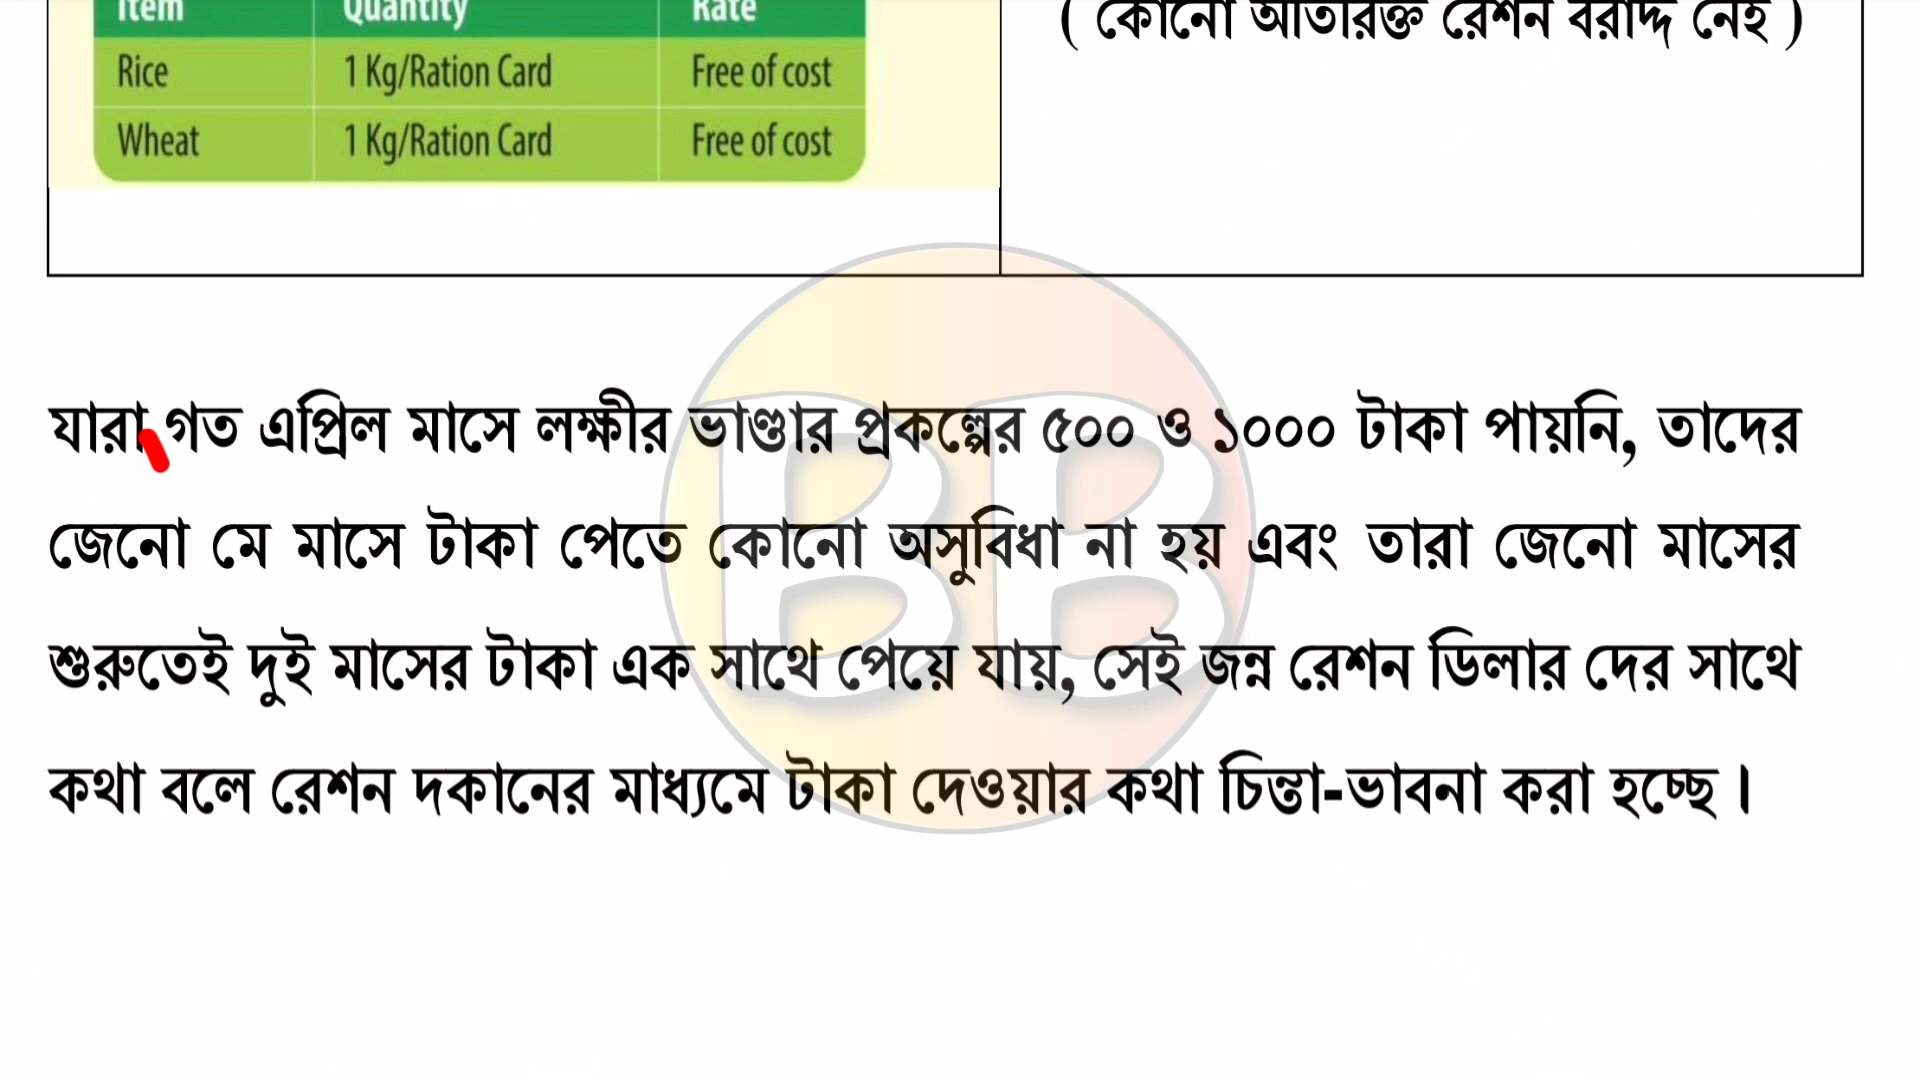 Item Quantity Rate
( কোনো অতিরিক্ত রেশন বরাদ্দ নেই )
Rice 1 Kg/Ration Card Free of cost
Wheat 1 Kg/Ration Card Free of cost
যারা গত এপ্রিল মাসে লক্ষীর ভাণ্ডার প্রকল্পের ৫০০ ও ১০০০ টাকা পায়নি, তাদের
জেনো মে মাসে টাকা পেতে কোনো অসুবিধা না হয় এবং তারা জেনো মাসের
শুরুতেই দুই মাসের টাকা এক সাথে পেয়ে যায়, সেই জন্ন রেশন ডিলার দের সাথে
কথা বলে রেশন দকানের মাধ্যমে টাকা দেওয়ার কথা চিন্তা-ভাবনা করা হচ্ছে ।
BB